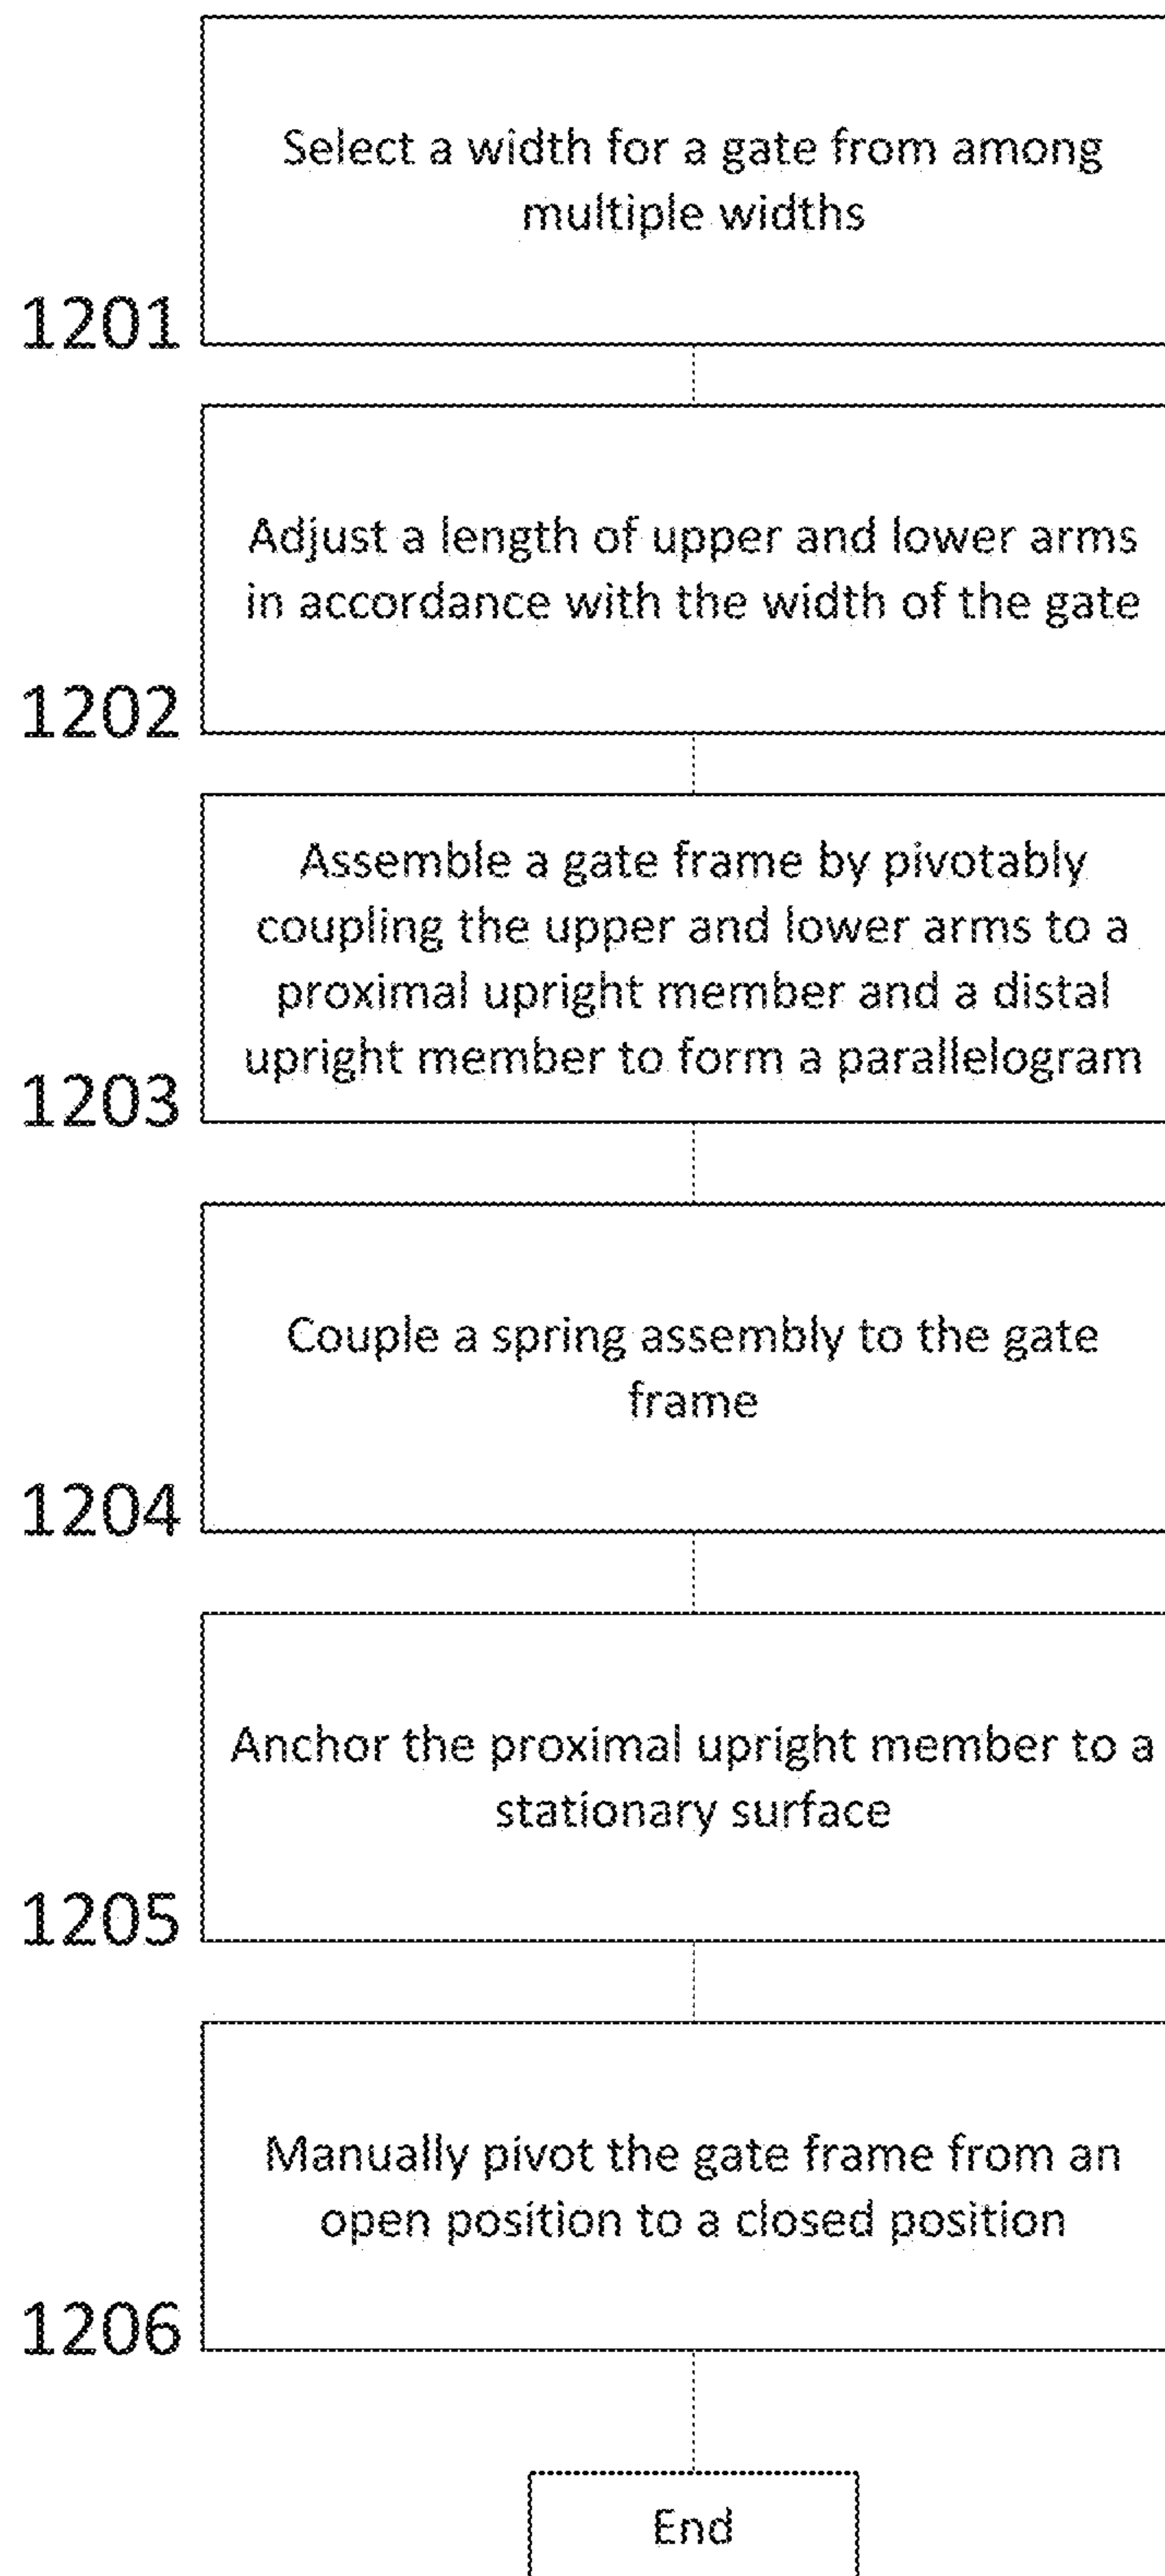 Select a width for a gate from among
multiple widths
1201
Adjust a length of upper and lower arms
in accordance with the width of the gate
1202
Assemble a gate frame by pivotably
coupling the upper and lower arms to a
proximal upright member and a distal
upright member to form a parallelogram
1203
Couple a spring assembly to the gate
frame
1204
Anchor the proximal upright member to a
stationary surface
1205
Manually pivot the gate frame from an
open position to a closed position
1206
End